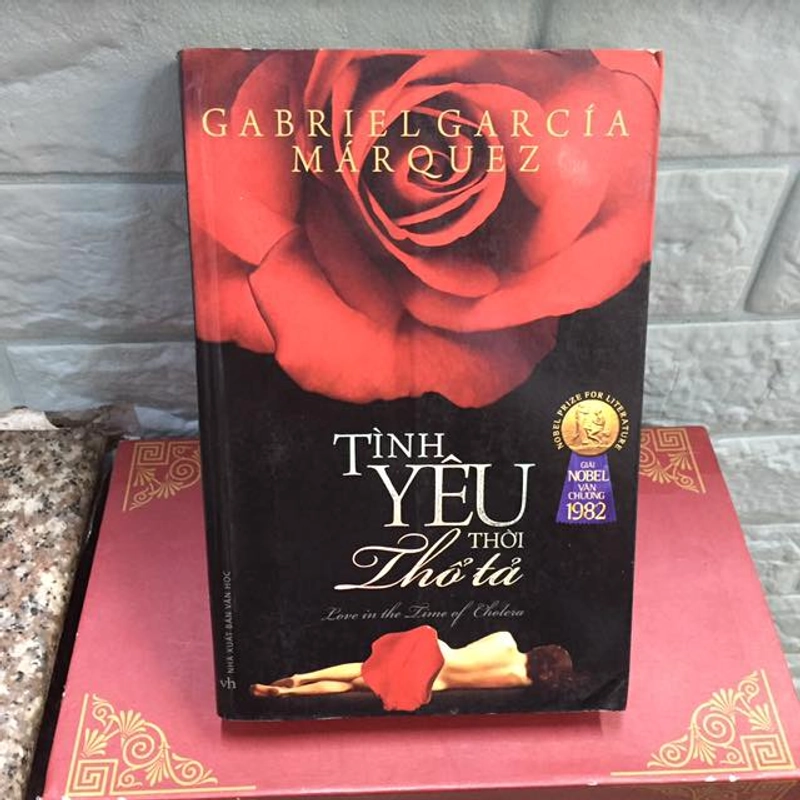 GABRIEL GARCÍA
MÁRQUEZ
NOBEL PRIZE FOR LITERATURE
GIẢI
NOBEL
VĂN
CHƯƠNG
1982
TÌNH
YÊU
THỜI
Thổ tả
Love in the Time of Cholera
NHÀ XUẤT BẢN VĂN HỌC
vh